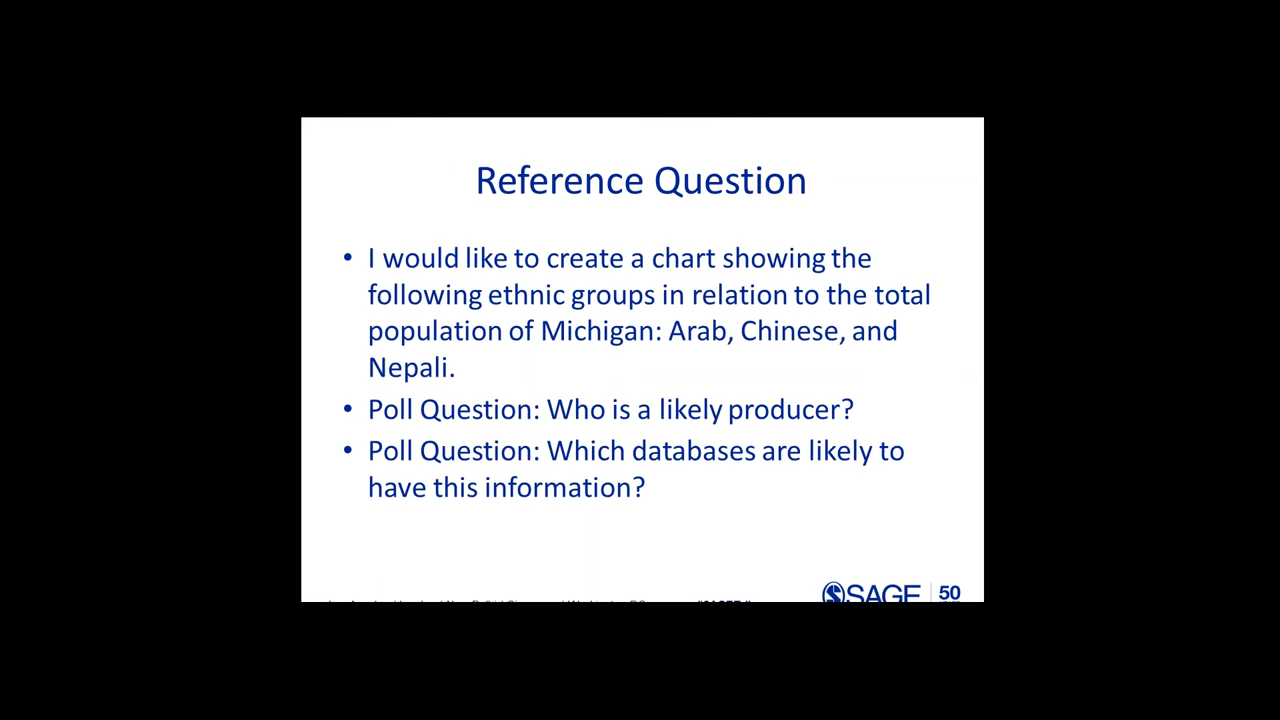 Reference Question
• I would like to create a chart showing the
following ethnic groups in relation to the total
population of Michigan: Arab, Chinese, and
Nepali.
• Poll Question: Who is a likely producer?
• Poll Question: Which databases are likely to
have this information?
SAGE 50